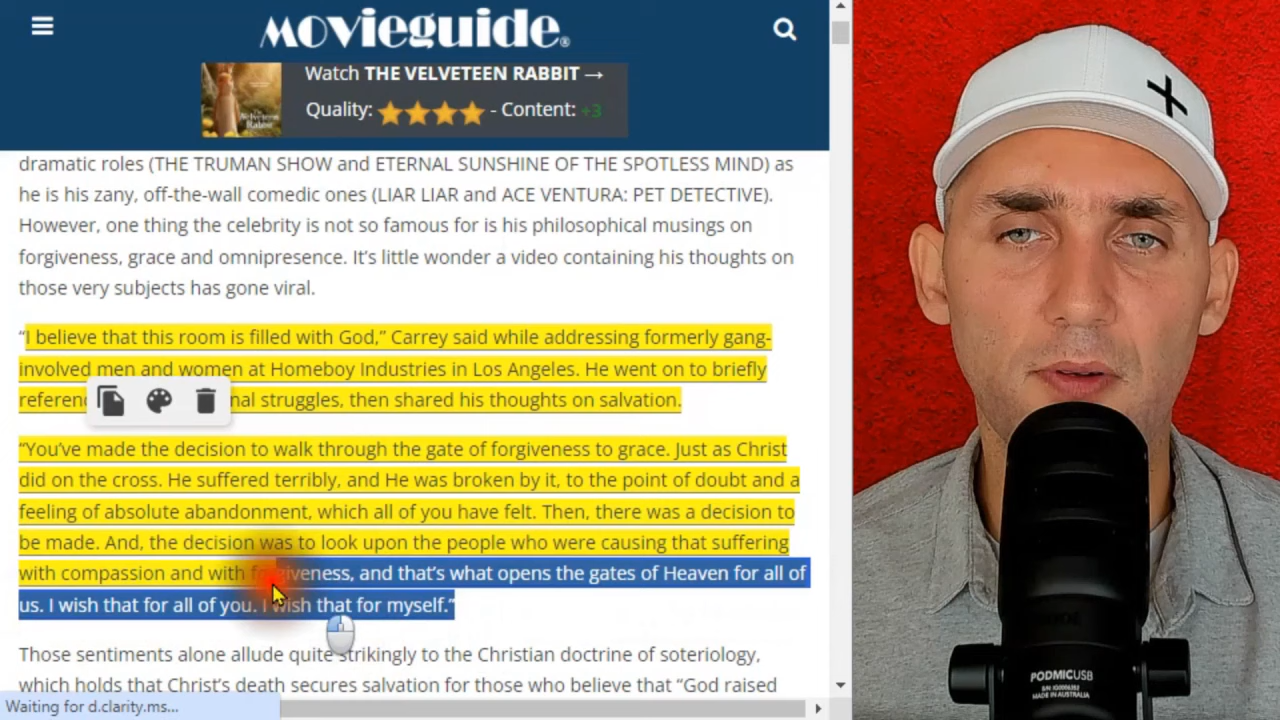 movieguide®
Watch THE VELVETEEN RABBIT →
Quality: ⭐⭐⭐⭐ - Content: +3
The Velveteen Rabbit
dramatic roles (THE TRUMAN SHOW and ETERNAL SUNSHINE OF THE SPOTLESS MIND) as
he is his zany, off-the-wall comedic ones (LIAR LIAR and ACE VENTURA: PET DETECTIVE).
However, one thing the celebrity is not so famous for is his philosophical musings on
forgiveness, grace and omnipresence. It's little wonder a video containing his thoughts on
those very subjects has gone viral.
“I believe that this room is filled with God,” Carrey said while addressing formerly gang-
involved men and women at Homeboy Industries in Los Angeles. He went on to briefly
referen nal struggles, then shared his thoughts on salvation.
“You've made the decision to walk through the gate of forgiveness to grace. Just as Christ
did on the cross. He suffered terribly, and He was broken by it, to the point of doubt and a
feeling of absolute abandonment, which all of you have felt. Then, there was a decision to
be made. And, the decision was to look upon the people who were causing that suffering
with compassion and with forgiveness, and that's what opens the gates of Heaven for all of
us. I wish that for all of you. I wish that for myself.”
Those sentiments alone allude quite strikingly to the Christian doctrine of soteriology,
which holds that Christ's death secures salvation for those who believe that “God raised
Waiting for d.clarity.ms...
PODMICUSB
MADE IN AUSTRALIA